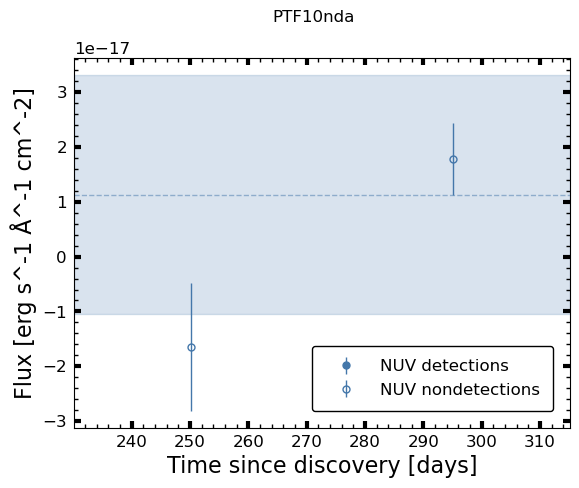 PTF10nda
1e−17
3
2
1
0
−1
−2
−3
Flux [erg s^-1 Å^-1 cm^-2]
NUV detections
NUV nondetections
240 250 260 270 280 290 300 310
Time since discovery [days]